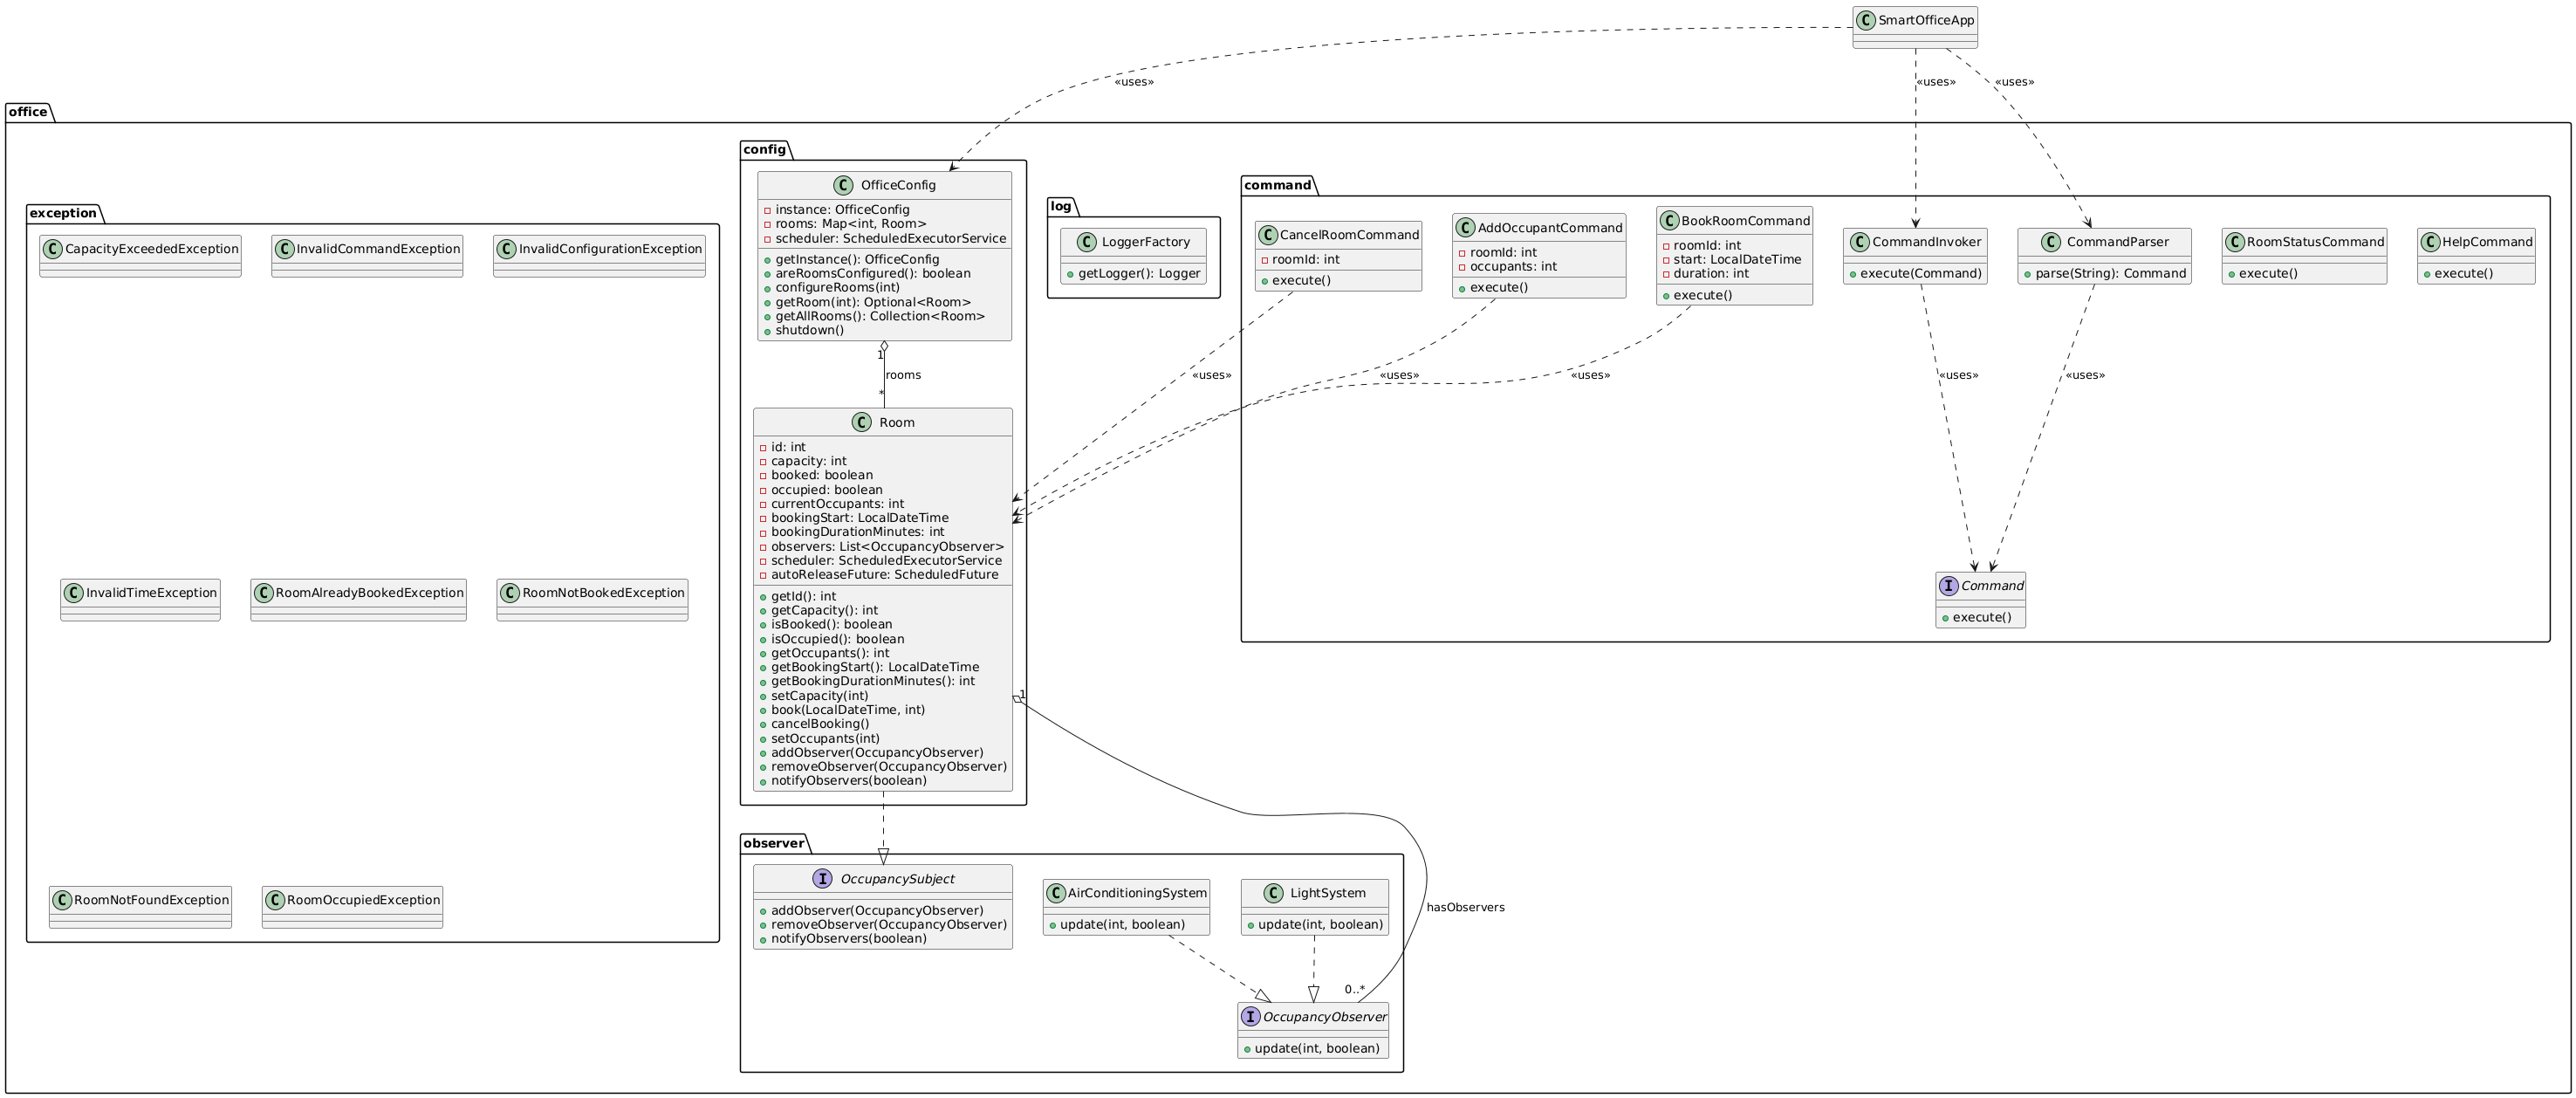 SmartOfficeApp
«uses»
«uses»
«uses»
office
exception
CapacityExceededException
InvalidCommandException
InvalidConfigurationException
InvalidTimeException
RoomAlreadyBookedException
RoomNotBookedException
RoomNotFoundException
RoomOccupiedException
config
OfficeConfig
instance: OfficeConfig
rooms: Map<int, Room>
scheduler: ScheduledExecutorService
getInstance(): OfficeConfig
areRoomsConfigured(): boolean
configureRooms(int)
getRoom(int): Optional<Room>
getAllRooms(): Collection<Room>
shutdown()
1
rooms
*
Room
id: int
capacity: int
booked: boolean
occupied: boolean
currentOccupants: int
bookingStart: LocalDateTime
bookingDurationMinutes: int
observers: List<OccupancyObserver>
scheduler: ScheduledExecutorService
autoReleaseFuture: ScheduledFuture
getId(): int
getCapacity(): int
isBooked(): boolean
isOccupied(): boolean
getOccupants(): int
getBookingStart(): LocalDateTime
getBookingDurationMinutes(): int
setCapacity(int)
book(LocalDateTime, int)
cancelBooking()
setOccupants(int)
addObserver(OccupancyObserver)
removeObserver(OccupancyObserver)
notifyObservers(boolean)
1
log
LoggerFactory
getLogger(): Logger
command
CancelRoomCommand
roomId: int
execute()
AddOccupantCommand
roomId: int
occupants: int
execute()
BookRoomCommand
roomId: int
start: LocalDateTime
duration: int
execute()
CommandInvoker
execute(Command)
CommandParser
parse(String): Command
RoomStatusCommand
execute()
HelpCommand
execute()
«uses»
«uses»
«uses»
«uses»
«uses»
Command
execute()
observer
OccupancySubject
addObserver(OccupancyObserver)
removeObserver(OccupancyObserver)
notifyObservers(boolean)
AirConditioningSystem
update(int, boolean)
LightSystem
update(int, boolean)
hasObservers
0..*
OccupancyObserver
update(int, boolean)